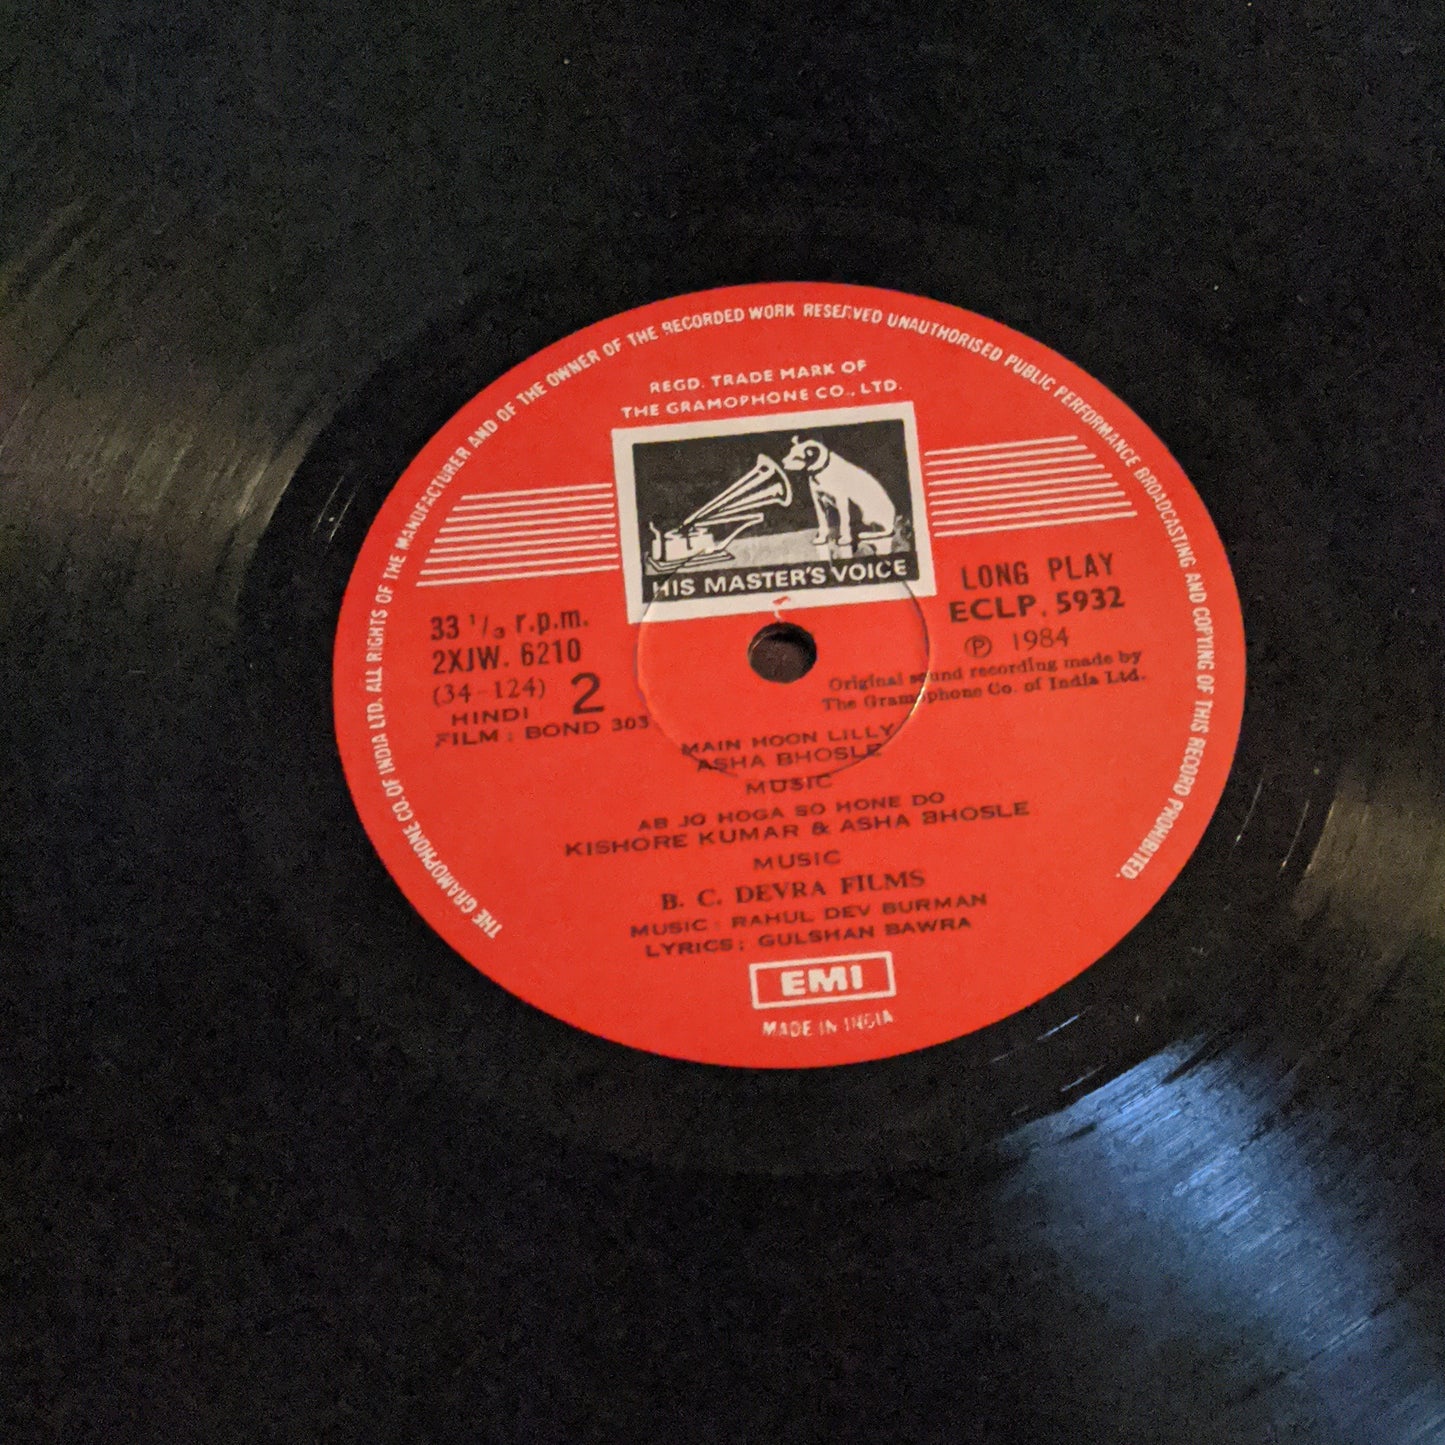 THE GRAMOPHONE CO. OF INDIA LTD. ALL RIGHTS OF THE MANUFACTURER AND OF THE OWNER OF THE RECORDED WORK RESERVED UNAUTHORISED PUBLIC PERFORMANCE BROADCASTING AND COPYING OF THIS RECORD PROHIBITED.
REGD. TRADE MARK OF
THE GRAMOPHONE CO., LTD.
HIS MASTER'S VOICE
33 1/3 r.p.m.
2XJW. 6210
(34-124) 2
HINDI
FILM : BOND 303
LONG PLAY
ECLP. 5932
Ⓟ 1984
Original sound recording made by
The Gramophone Co. of India Ltd.
MAIN HOON LILLY
ASHA BHOSLE
MUSIC
AB JO HOGA SO HONE DO
KISHORE KUMAR & ASHA BHOSLE
MUSIC
B. C. DEVRA FILMS
MUSIC : RAHUL DEV BURMAN
LYRICS : GULSHAN BAWRA
EMI
MADE IN INDIA